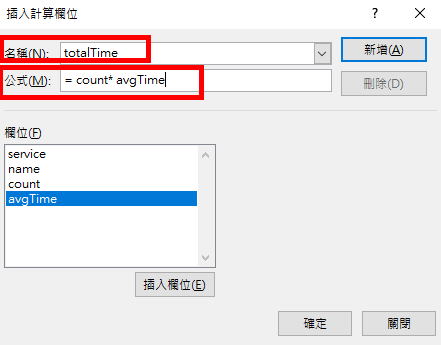 插入計算欄位
? ×
名稱(N): totalTime 新增(A)
公式(M): = count* avgTime 刪除(D)
欄位(F)
service
name
count
avgTime
插入欄位(E)
確定 關閉